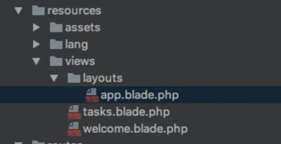 resources
assets
lang
views
layouts
app.blade.php
tasks.blade.php
welcome.blade.php